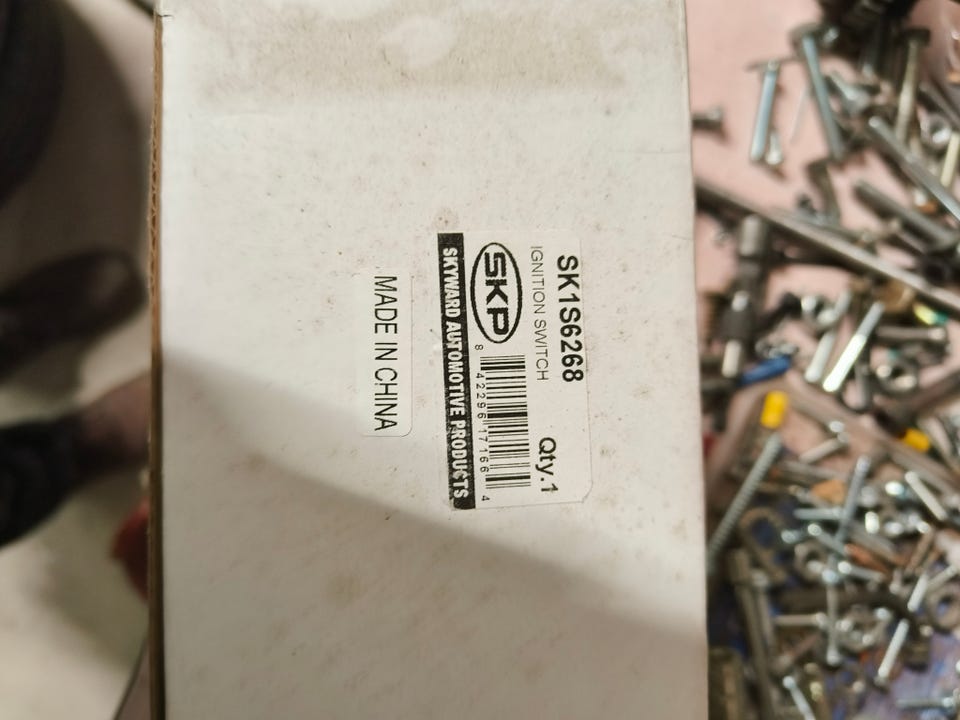 SK1S6268
IGNITION SWITCH
Qty.1
SKP
8 42296 17166 4
SKYWARD AUTOMOTIVE PRODUCTS
MADE IN CHINA